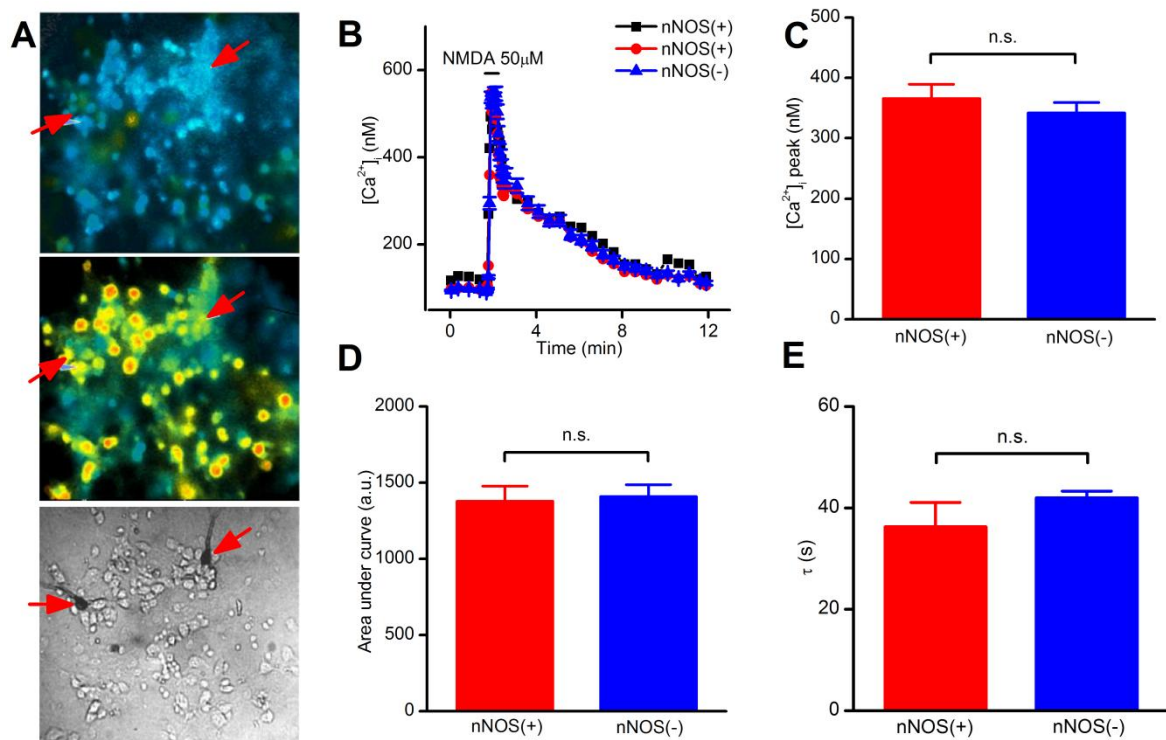 A
B
nNOS(+)
nNOS(+)
nNOS(-)
NMDA 50μM
600
400
200
[Ca²⁺]ᵢ (nM)
0
4
8
12
Time (min)
C
n.s.
500
400
300
200
100
0
[Ca²⁺]ᵢ peak (nM)
nNOS(+)
nNOS(-)
D
n.s.
2000
1500
1000
500
0
Area under curve (a.u.)
nNOS(+)
nNOS(-)
E
n.s.
60
40
20
0
τ (s)
nNOS(+)
nNOS(-)